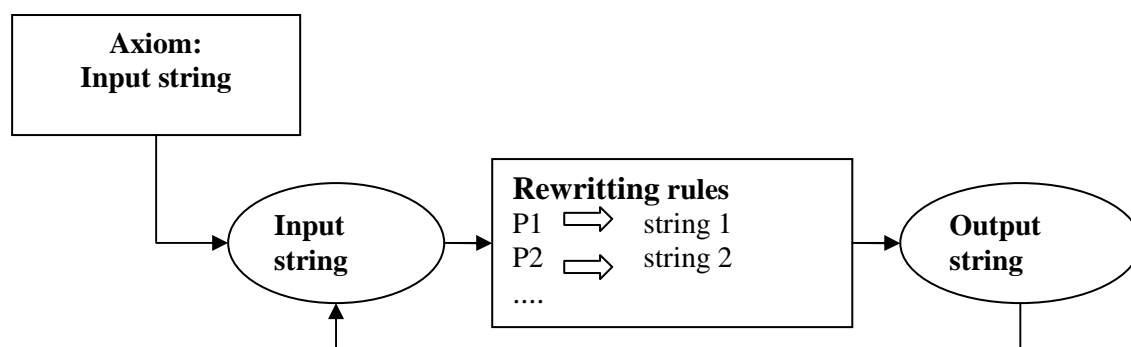 Axiom:
Input string
Input
string
Rewritting rules
P1 string 1
P2 string 2
....
Output
string